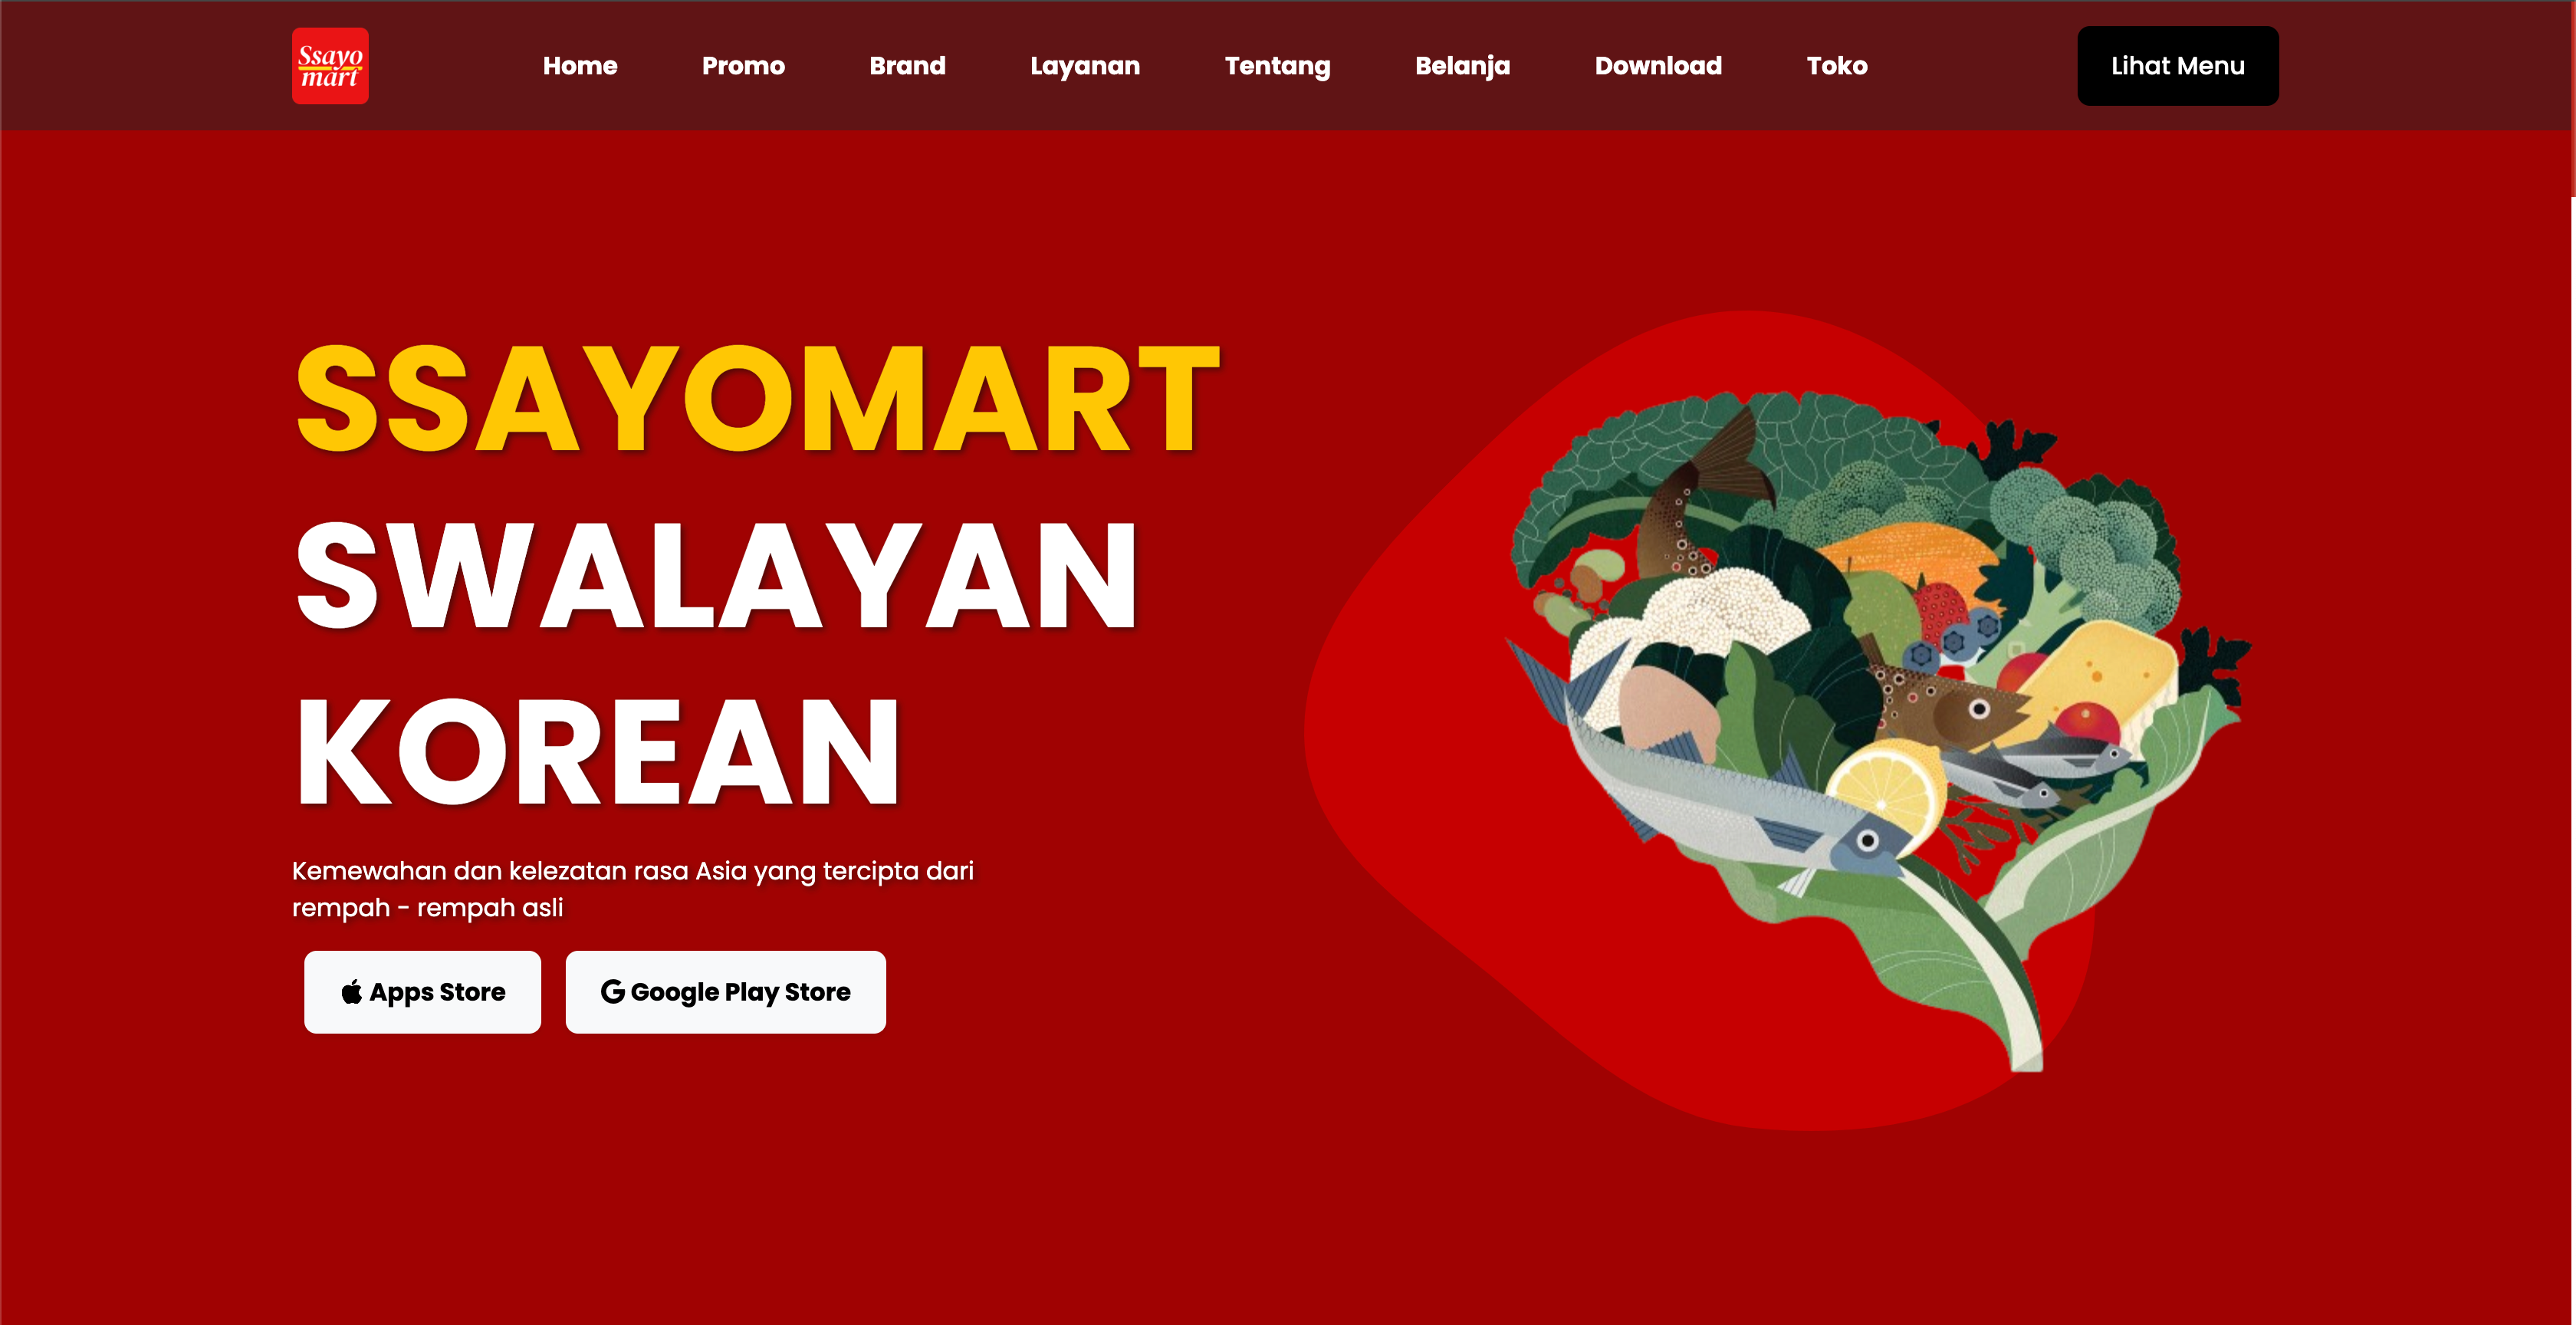 Ssayo
mart
Home
Promo
Brand
Layanan
Tentang
Belanja
Download
Toko
Lihat Menu
SSAYOMART
SWALAYAN
KOREAN
Kemewahan dan kelezatan rasa Asia yang tercipta dari
rempah - rempah asli
Apps Store
Google Play Store